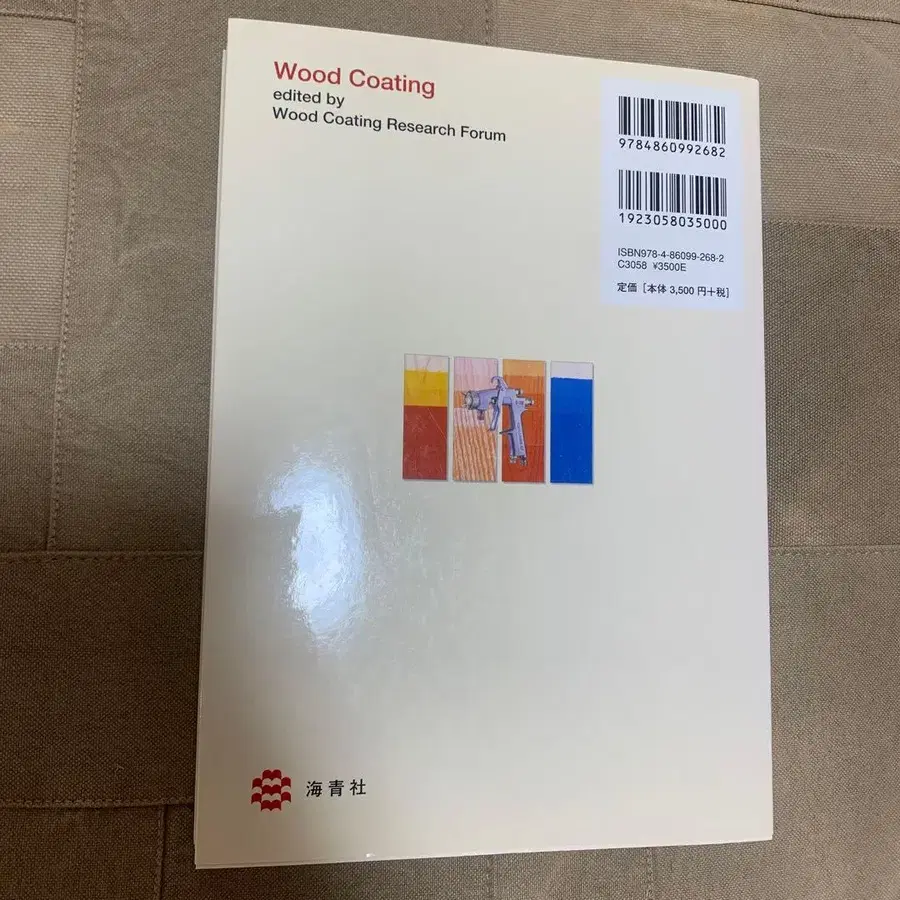 Wood Coating
edited by
Wood Coating Research Forum
9784860992682
1923058035000
ISBN978-4-86099-268-2
C3058 ¥3500E
定価［本体 3,500 円＋税］
海青社